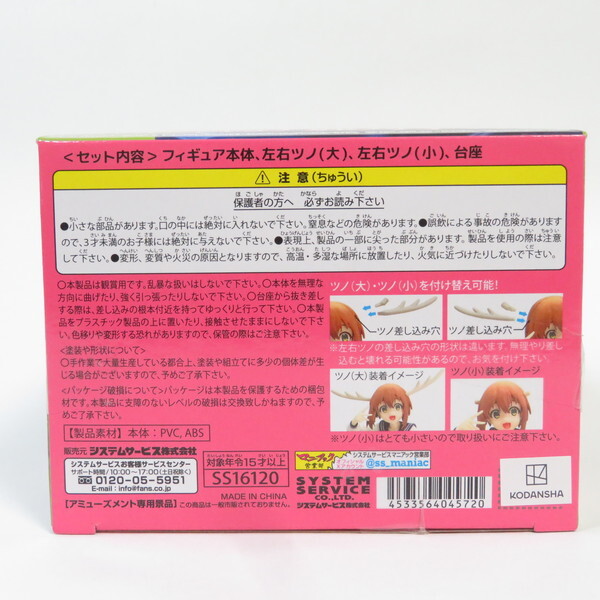 <セット内容> フィギュア本体、左右ツノ(大)、左右ツノ(小)、台座
注意(ちゅうい)
保護者の方へ 必ずお読み下さい
●小さな部品があります。口の中には絶対に入れないで下さい。窒息などの危険があります。●誤飲による事故の危険がありますので、3才未満のお子様には絶対に与えないで下さい。●表現上、製品の一部に尖った部分があります。製品を使用の際は注意して下さい。●変形、変質や火災の原因となりますので、高温・多湿な場所に放置したり、火気に近づけたりしないで下さい。
○本製品は観賞用です。乱暴な扱いはしないで下さい。○本体を無理な
方向に曲げたり、強く引っ張ったりしないで下さい。○台座から抜き差し
する際は、差し込みの根本付近を持ってゆっくりと行って下さい。○本製
品をプラスチック製品の上に置いたり、接触させたままにしないで下さい。
色移りや変形する恐れがありますので、保管の際はご注意下さい。
<塗装や形状について>
○手作業で大量生産している都合上、塗装や組立てに多少の個体差が生
じる場合がございますので、予めご了承下さい。
<パッケージ破損について>パッケージは本製品を保護するための梱包
材です。本製品に支障のないレベルの破損は交換致しかねますので、予
めご了承下さい。
【製品素材】本体:PVC, ABS
ツノ(大)・ツノ(小)を付け替え可能!
ツノ差し込み穴
ツノ差し込み穴
※左右ツノの差し込み穴の形状は違います。無理やり差し
込むと壊れる可能性があるので、お気を付け下さい。
ツノ(大)装着イメージ
ツノ(小)装着イメージ
※ツノ(小)はとても小さいので取り扱いにご注意下さい。
販売元 システムサービス株式会社
システムサービスお客様サービスセンター
サポート時間/10:00〜17:00(土日祝除く)
0120-05-5951
E-mail:info@fans.co.jp
対象年令15才以上
SS16120
MADE IN CHINA
【アミューズメント専用景品】この商品は一般市販されておりません。
システムサービスマニアック営業部
@ss_maniac
SYSTEM
SERVICE
CO.,LTD.
システムサービス株式会社
4533564045720
KODANSHA